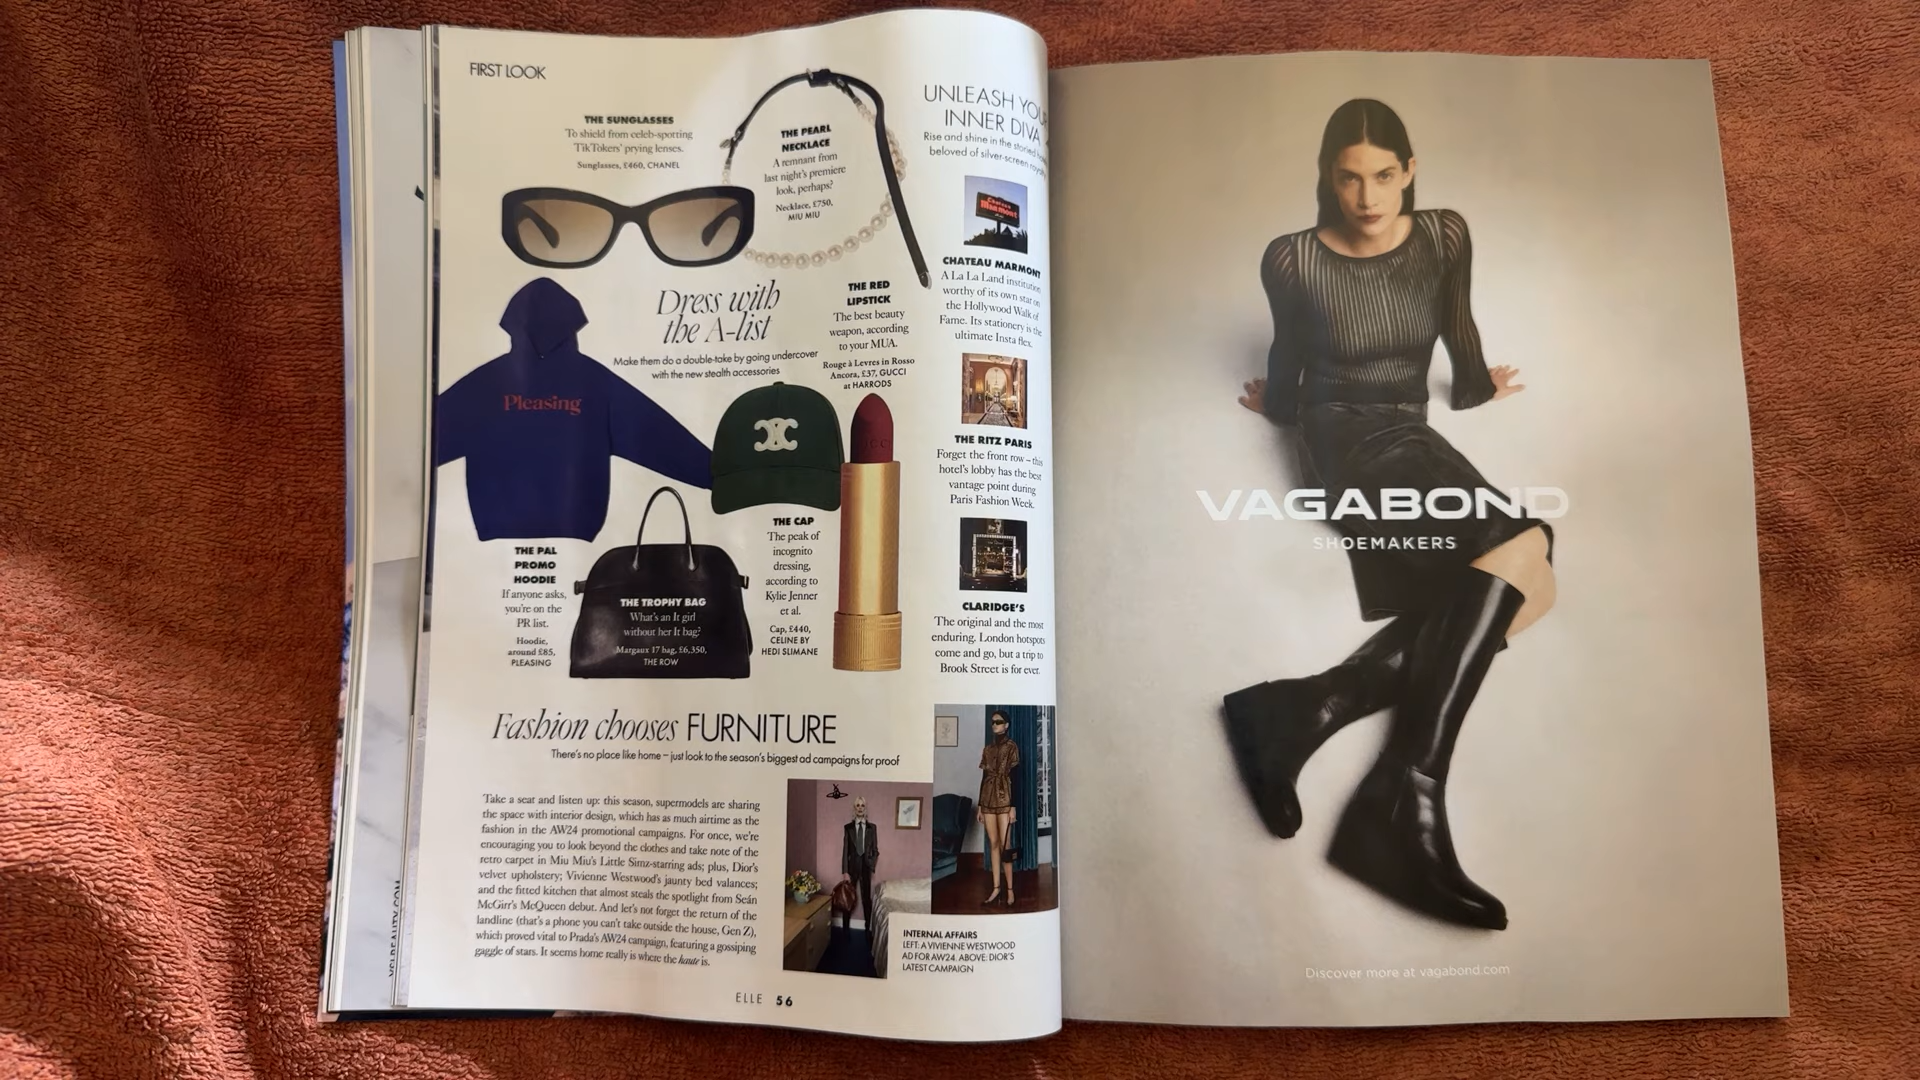 FIRST LOOK
THE SUNGLASSES
To shield from celeb-sporting
TikTokers' prying lenses.
Sunglasses, £460, CHANEL
THE PEARL
NECKLACE
A remnant from
last night's premiere
look, perhaps?
Necklace, £750,
MIU MIU
Dress with
the A-list
Make them do a double-take by going undercover
with the new stealth accessories
THE RED
LIPSTICK
The best beauty
weapon, according
to your MUA.
Rouge à Levres in Rosso
Ancora, £37, GUCCI
at HARRODS
Pleasing
THE PAL
PROMO
HOODIE
If anyone asks,
you're on the
PR list.
Hoodie,
around £85,
PLEASING
THE TROPHY BAG
What's an It girl
without her It bag?
Margaux 17 bag, £6,350,
THE ROW
THE CAP
The peak of
incognito
dressing,
according to
Kylie Jenner
et al.
Cap, £440,
CELINE BY
HEDI SLIMANE
UNLEASH YOU
INNER DIVA
Rise and shine in the storied
beloved of silver-screen
Chateau
Marmont
CHATEAU MARMONT
A La La Land institution
worthy of its own star on
the Hollywood Walk of
Fame. Its stationery is the
ultimate Insta flex.
THE RITZ PARIS
Forget the front row – this
hotel's lobby has the best
vantage point during
Paris Fashion Week.
CLARIDGE'S
The original and the most
enduring. London hotspots
come and go, but a trip to
Brook Street is for ever.
Fashion chooses FURNITURE
There's no place like home – just look to the season's biggest ad campaigns for proof
Take a seat and listen up: this season, supermodels are sharing
the space with interior design, which has as much airtime as the
fashion in the AW24 promotional campaigns. For once, we're
encouraging you to look beyond the clothes and take note of the
retro carpet in Miu Miu's Little Simz-starring ads; plus, Dior's
velvet upholstery; Vivienne Westwood's jaunty bed valances;
and the fitted kitchen that almost steals the spotlight from Seán
McGirr's McQueen debut. And let's not forget the return of the
landline (that's a phone you can't take outside the house, Gen Z),
which proved vital to Prada's AW24 campaign, featuring a gossiping
gaggle of stars. It seems home really is where the haute is.
INTERNAL AFFAIRS
LEFT: A VIVIENNE WESTWOOD
AD FOR AW24. ABOVE: DIOR'S
LATEST CAMPAIGN
ELLE 56
YSLBEAUTY.COM
VAGABOND
SHOEMAKERS
Discover more at vagabond.com